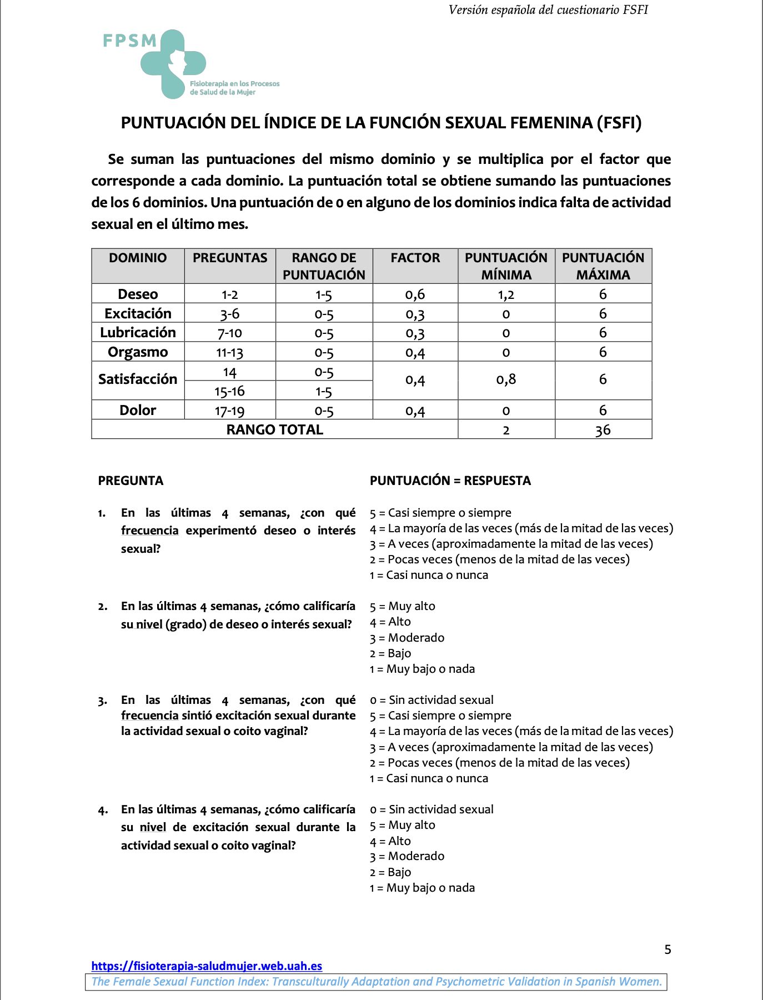 Versión española del cuestionario FSFI
FPSM
Fisioterapia en los Procesos
de Salud de la Mujer
PUNTUACIÓN DEL ÍNDICE DE LA FUNCIÓN SEXUAL FEMENINA (FSFI)
Se suman las puntuaciones del mismo dominio y se multiplica por el factor que
corresponde a cada dominio. La puntuación total se obtiene sumando las puntuaciones
de los 6 dominios. Una puntuación de 0 en alguno de los dominios indica falta de actividad
sexual en el último mes.
DOMINIO PREGUNTAS RANGO DE PUNTUACIÓN FACTOR PUNTUACIÓN MÍNIMA PUNTUACIÓN MÁXIMA
Deseo 1-2 1-5 0,6 1,2 6
Excitación 3-6 0-5 0,3 0 6
Lubricación 7-10 0-5 0,3 0 6
Orgasmo 11-13 0-5 0,4 0 6
Satisfacción 14 0-5 0,4 0,8 6
15-16 1-5
Dolor 17-19 0-5 0,4 0 6
RANGO TOTAL 2 36
PREGUNTA PUNTUACIÓN = RESPUESTA
1. En las últimas 4 semanas, ¿con qué
frecuencia experimentó deseo o interés
sexual?
5 = Casi siempre o siempre
4 = La mayoría de las veces (más de la mitad de las veces)
3 = A veces (aproximadamente la mitad de las veces)
2 = Pocas veces (menos de la mitad de las veces)
1 = Casi nunca o nunca
2. En las últimas 4 semanas, ¿cómo calificaría
su nivel (grado) de deseo o interés sexual?
5 = Muy alto
4 = Alto
3 = Moderado
2 = Bajo
1 = Muy bajo o nada
3. En las últimas 4 semanas, ¿con qué
frecuencia sintió excitación sexual durante
la actividad sexual o coito vaginal?
0 = Sin actividad sexual
5 = Casi siempre o siempre
4 = La mayoría de las veces (más de la mitad de las veces)
3 = A veces (aproximadamente la mitad de las veces)
2 = Pocas veces (menos de la mitad de las veces)
1 = Casi nunca o nunca
4. En las últimas 4 semanas, ¿cómo calificaría
su nivel de excitación sexual durante la
actividad sexual o coito vaginal?
0 = Sin actividad sexual
5 = Muy alto
4 = Alto
3 = Moderado
2 = Bajo
1 = Muy bajo o nada
5
https://fisioterapia-saludmujer.web.uah.es
The Female Sexual Function Index: Transculturally Adaptation and Psychometric Validation in Spanish Women.